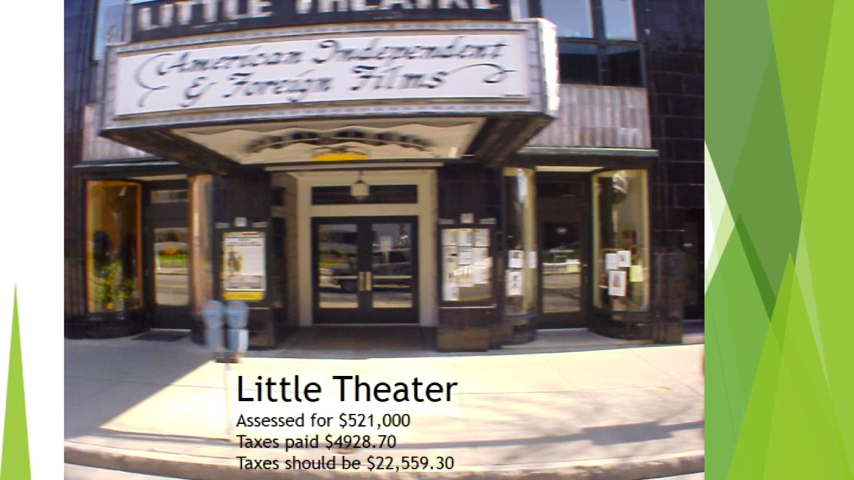 LITTLE THEATRE
American Independent
& Foreign Films
Little Theater
Assessed for $521,000
Taxes paid $4928.70
Taxes should be $22,559.30